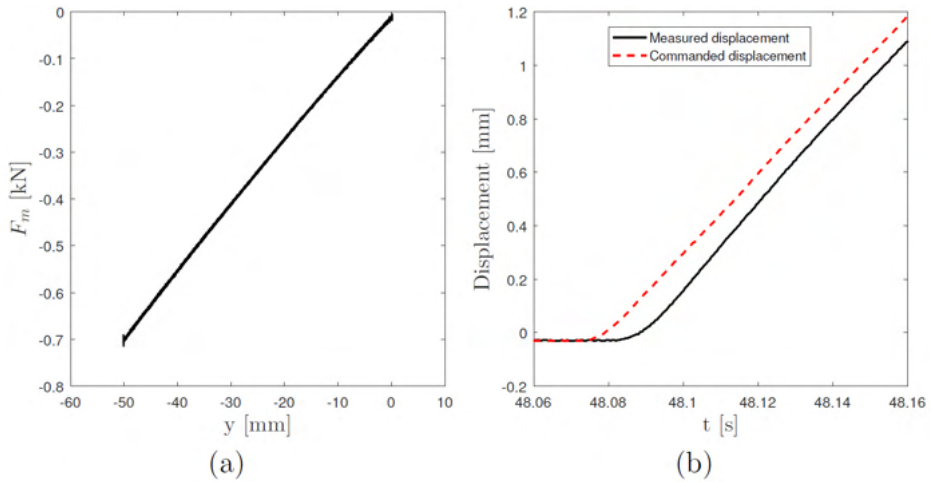 0
-0.1
-0.2
-0.3
-0.4
-0.5
-0.6
-0.7
-0.8
F_m [kN]
-60 -50 -40 -30 -20 -10 0 10
y [mm]
(a)
1.2
1
0.8
0.6
0.4
0.2
0
-0.2
Displacement [mm]
Measured displacement
Commanded displacement
48.06 48.08 48.1 48.12 48.14 48.16
t [s]
(b)